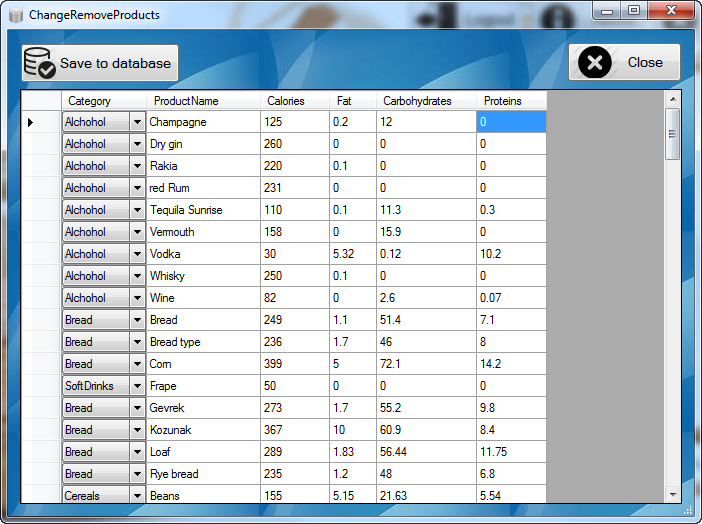 ChangeRemoveProducts
Logout
Save to database
Close
Category ProductName Calories Fat Carbohydrates Proteins
Alchohol Champagne 125 0.2 12 0
Alchohol Dry gin 260 0 0 0
Alchohol Rakia 220 0.1 0 0
Alchohol red Rum 231 0 0 0
Alchohol Tequila Sunrise 110 0.1 11.3 0.3
Alchohol Vermouth 158 0 15.9 0
Alchohol Vodka 30 5.32 0.12 10.2
Alchohol Whisky 250 0.1 0 0
Alchohol Wine 82 0 2.6 0.07
Bread Bread 249 1.1 51.4 7.1
Bread Bread type 236 1.7 46 8
Bread Corn 399 5 72.1 14.2
SoftDrinks Frape 50 0 0 0
Bread Gevrek 273 1.7 55.2 9.8
Bread Kozunak 367 10 60.9 8.4
Bread Loaf 289 1.83 56.44 11.75
Bread Rye bread 235 1.2 48 6.8
Cereals Beans 155 5.15 21.63 5.54